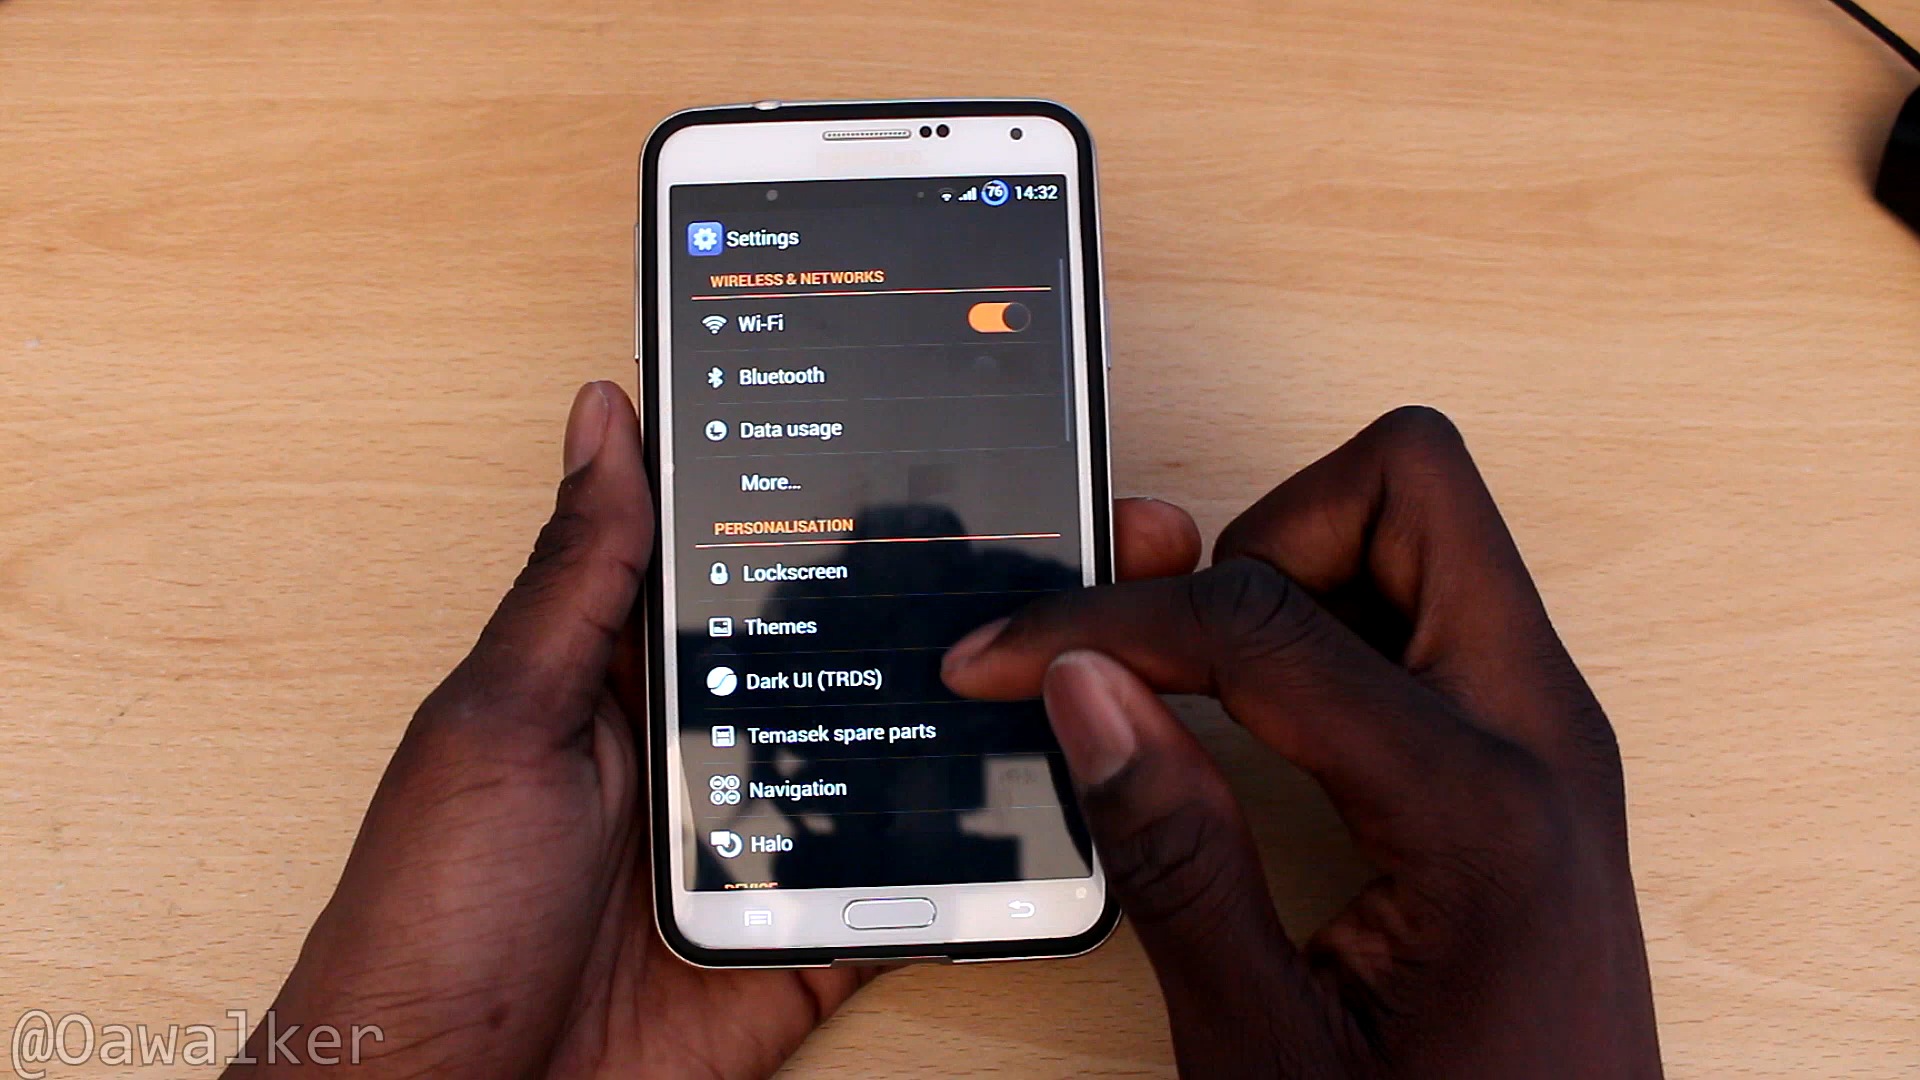 76 14:32
Settings
WIRELESS & NETWORKS
Wi-Fi
Bluetooth
Data usage
More...
PERSONALISATION
Lockscreen
Themes
Dark UI (TRDS)
Temasek spare parts
Navigation
Halo
DEVICE
@Oawalker